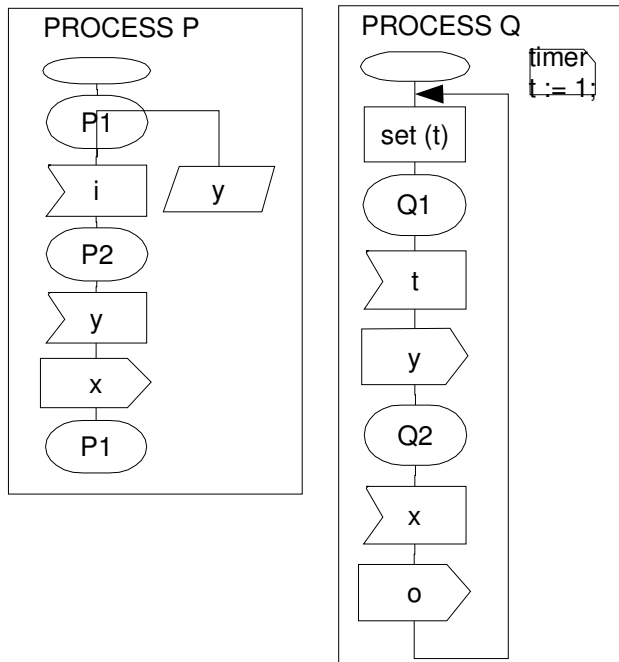 PROCESS P
P1
i
y
P2
y
x
P1
PROCESS Q
timer
t := 1;
set (t)
Q1
t
y
Q2
x
o